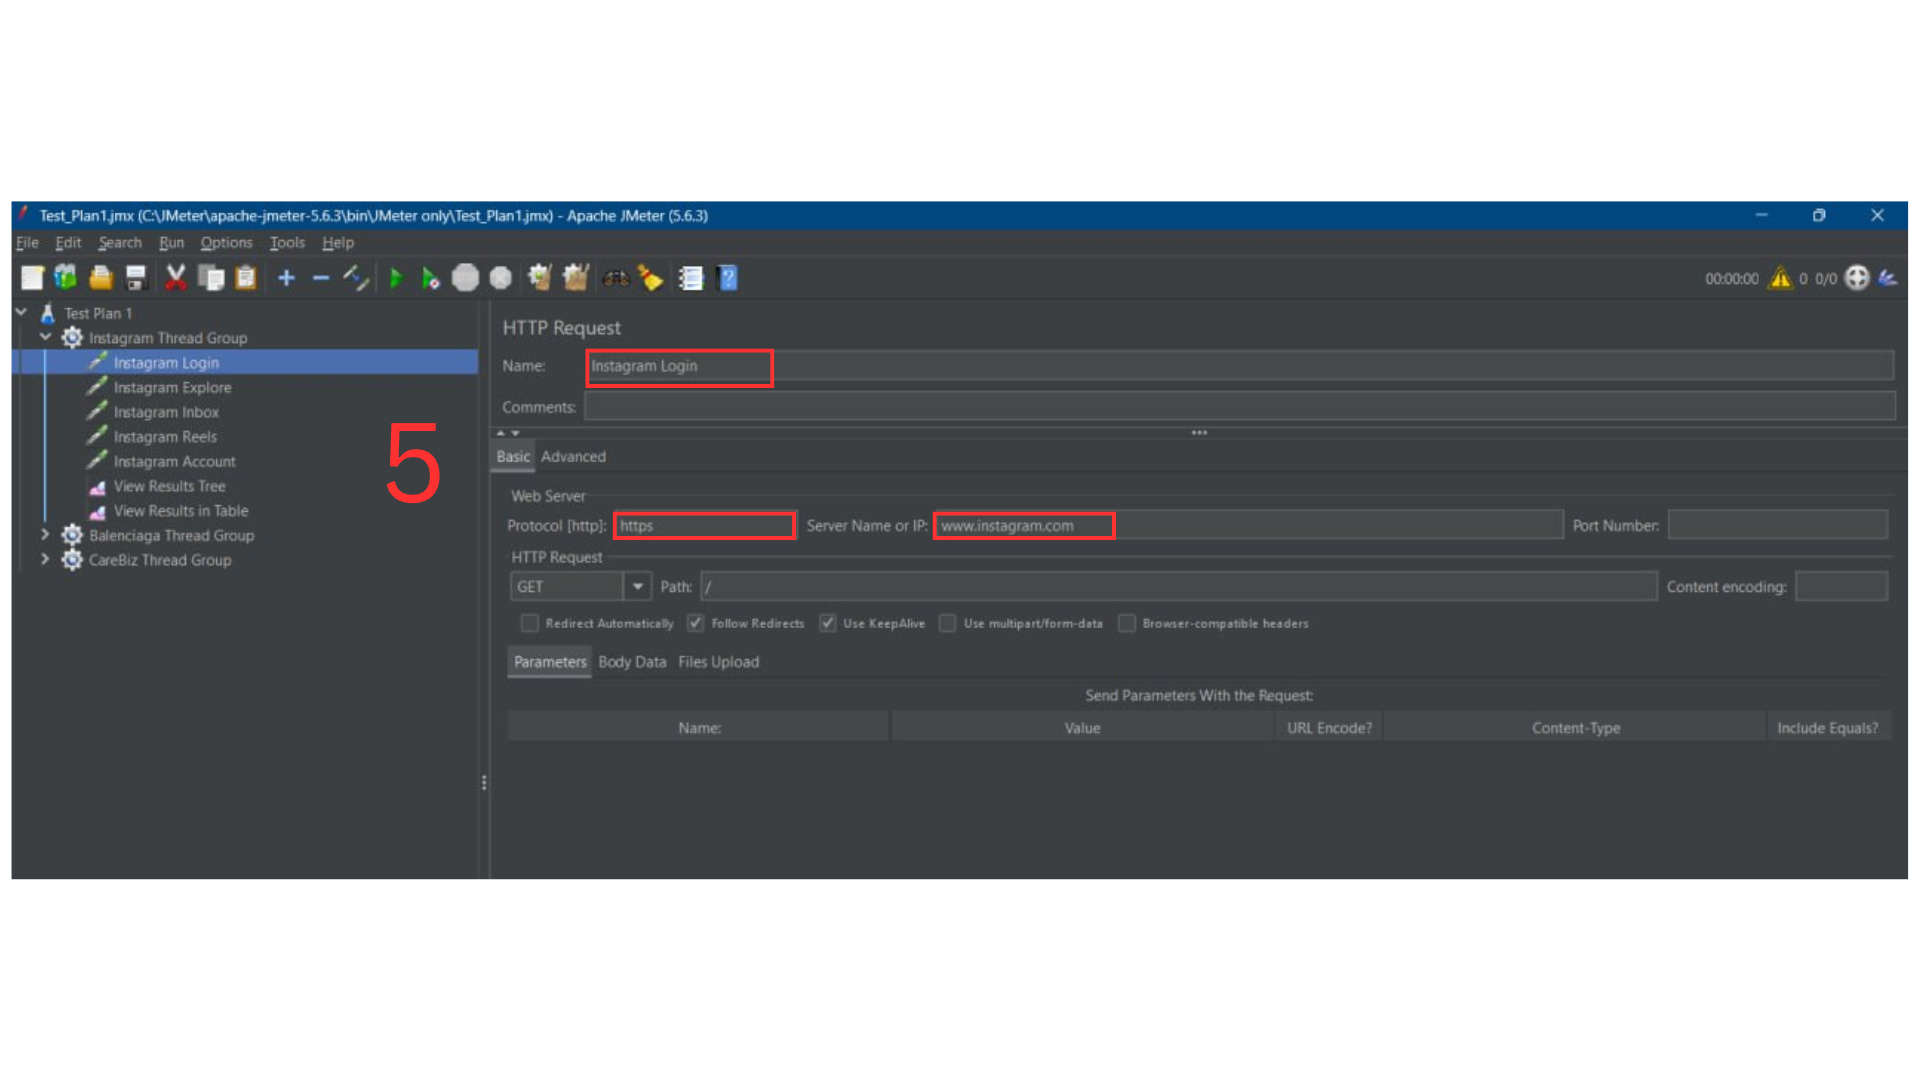 Test_Plan1.jmx (C:\JMeter\apache-jmeter-5.6.3\bin\JMeter only\Test_Plan1.jmx) - Apache JMeter (5.6.3)
File Edit Search Run Options Tools Help
00:00:00 0 0/0
Test Plan 1
Instagram Thread Group
Instagram Login
Instagram Explore
Instagram Inbox
Instagram Reels
Instagram Account
View Results Tree
View Results in Table
Balenciaga Thread Group
CareBiz Thread Group
5
HTTP Request
Name: Instagram Login
Comments:
Basic Advanced
Web Server
Protocol [http]: https Server Name or IP: www.instagram.com Port Number:
HTTP Request
GET Path: / Content encoding:
Redirect Automatically Follow Redirects Use KeepAlive Use multipart/form-data Browser-compatible headers
Parameters Body Data Files Upload
Send Parameters With the Request:
Name: Value URL Encode? Content-Type Include Equals?